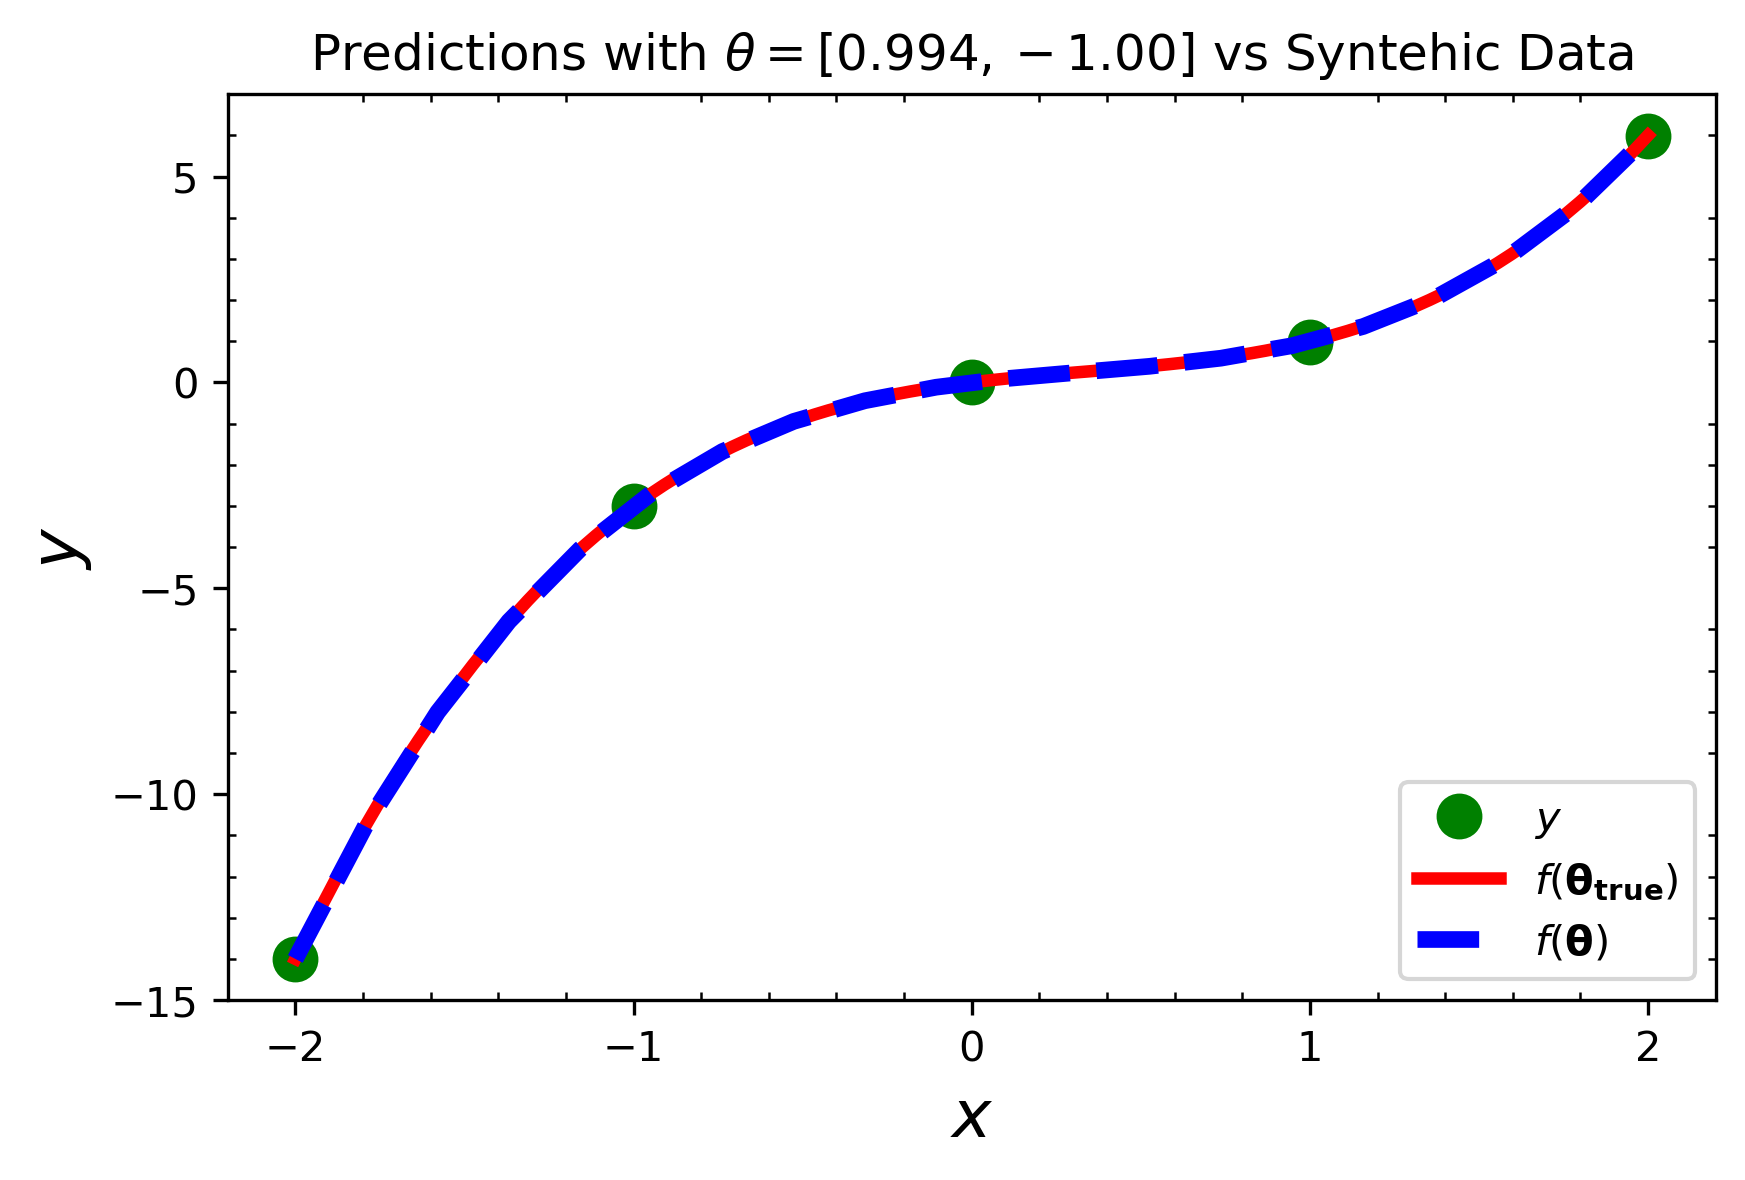 Predictions with θ = [0.994, −1.00] vs Syntehic Data
y
5
0
−5
−10
−15
−2
−1
0
1
2
x
y
f(θtrue)
f(θ)